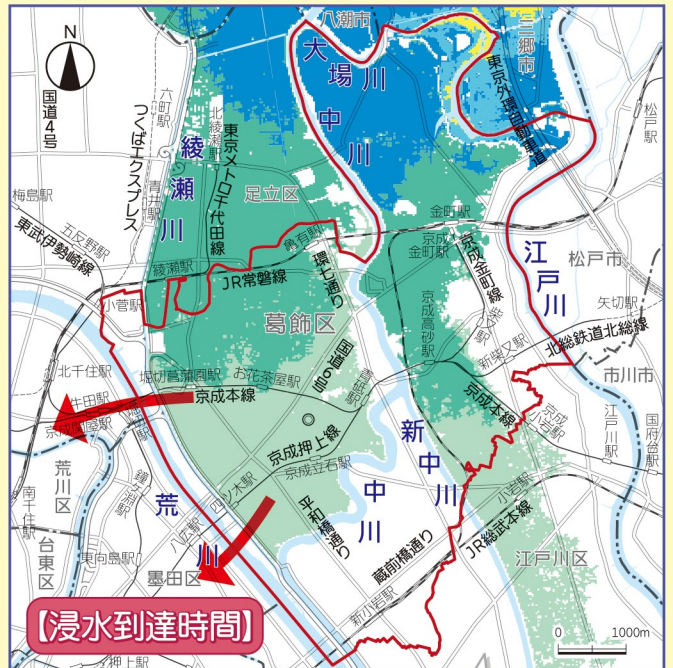 N
国道4号
つくばエクスプレス
六町駅
青井駅
綾瀬川
北綾瀬駅
東京メトロ千代田線
八潮市
大場川
中川
三郷市
東京外環自動車道
松戸駅
足立区
梅島駅
五反野駅
東武伊勢崎線
小菅駅
綾瀬駅
JR常磐線
亀有駅
環七通り
金町駅
京成金町駅
京成金町線
柴又駅
江戸川
松戸市
矢切駅
北総鉄道北総線
市川市
葛飾区
国道6号
青砥駅
京成高砂駅
新柴又駅
北千住駅
牛田駅
京成関屋駅
堀切駅
堀切菖蒲園駅
お花茶屋駅
京成本線
京成本線
京成小岩駅
江戸川駅
国府台駅
京成押上線
京成立石駅
四ツ木駅
八広駅
鐘ヶ淵駅
荒川区
南千住駅
台東区
東向島駅
墨田区
荒川
平和橋通り
中川
新中川
蔵前橋通り
小岩駅
JR総武本線
江戸川区
新小岩駅
押上駅
【浸水到達時間】
0 1000m